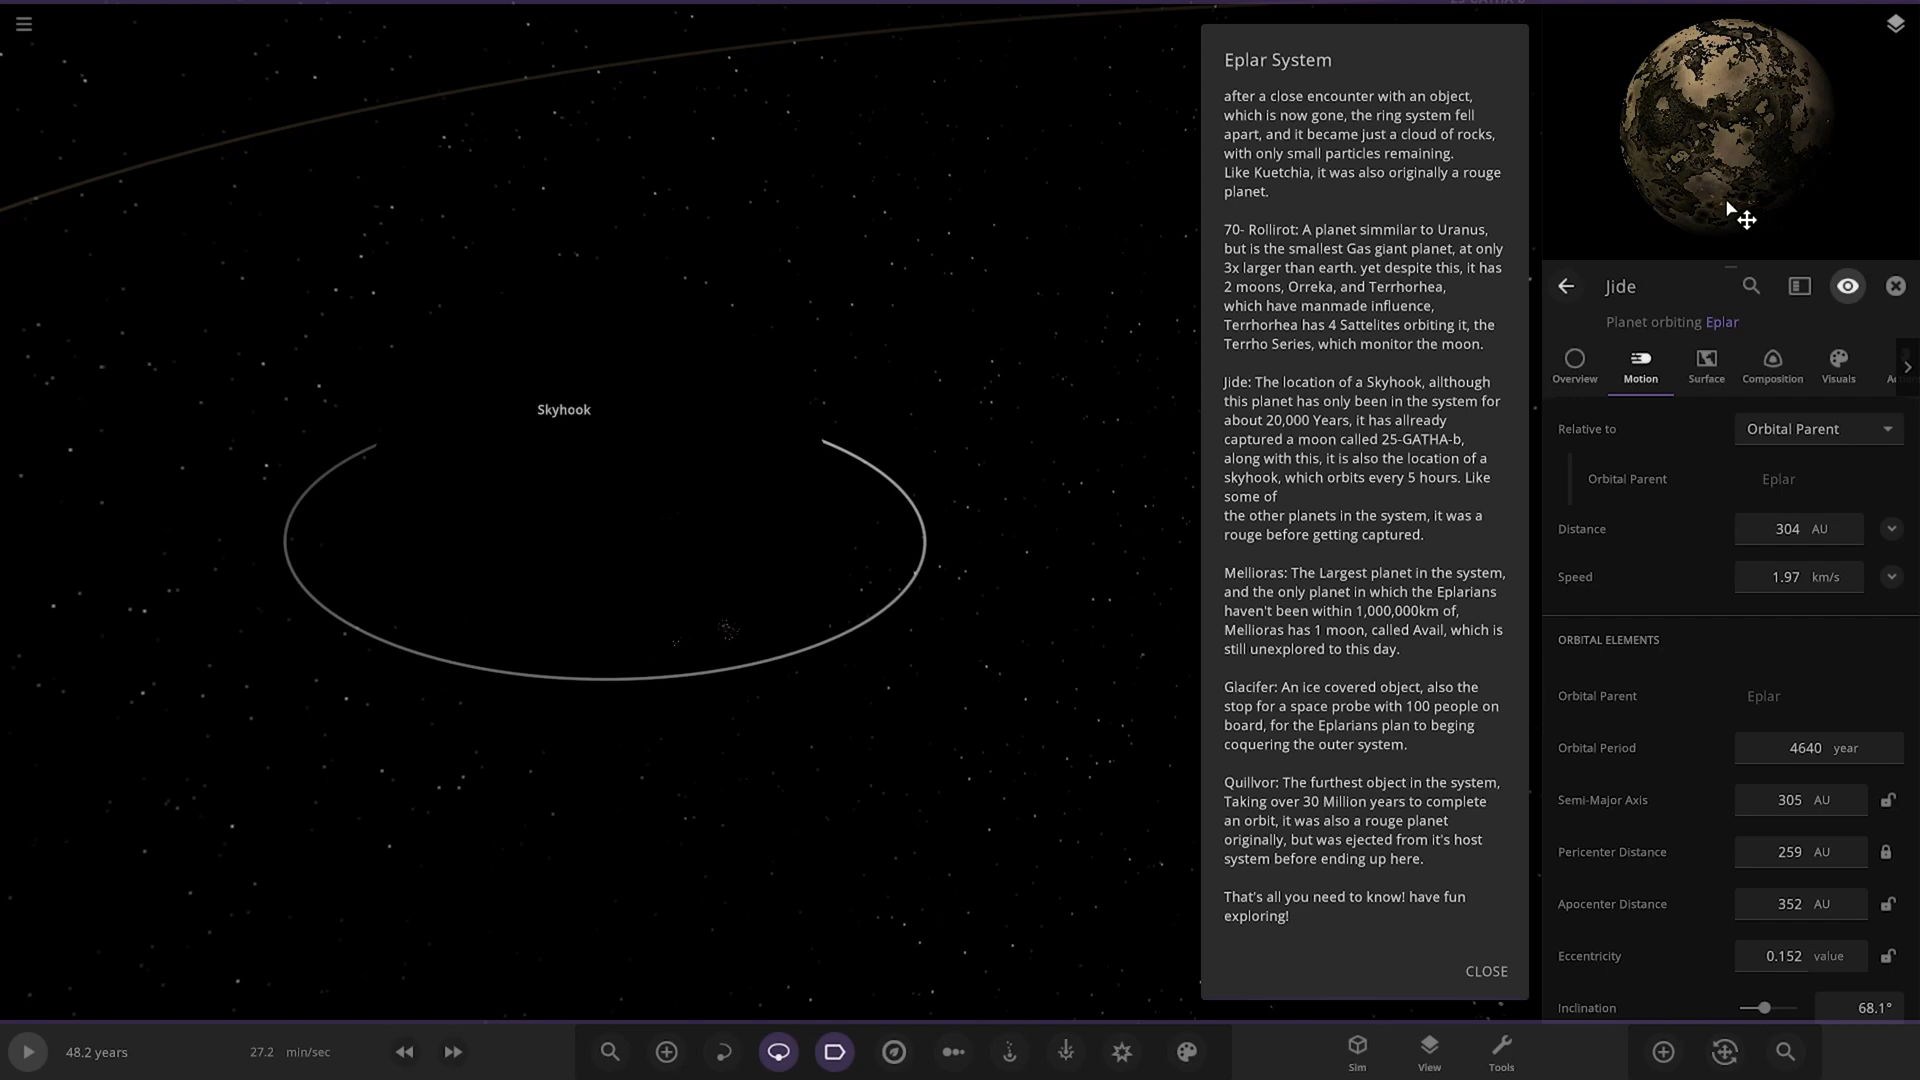 Skyhook
Eplar System
after a close encounter with an object,
which is now gone, the ring system fell
apart, and it became just a cloud of rocks,
with only small particles remaining.
Like Kuetchia, it was also originally a rouge
planet.
70- Rollirot: A planet simmilar to Uranus,
but is the smallest Gas giant planet, at only
3x larger than earth. yet despite this, it has
2 moons, Orreka, and Terrhorhea,
which have manmade influence,
Terrhorhea has 4 Sattelites orbiting it, the
Terrho Series, which monitor the moon.
Jide: The location of a Skyhook, allthough
this planet has only been in the system for
about 20,000 Years, it has allready
captured a moon called 25-GATHA-b,
along with this, it is also the location of a
skyhook, which orbits every 5 hours. Like
some of
the other planets in the system, it was a
rouge before getting captured.
Mellioras: The Largest planet in the system,
and the only planet in which the Eplarians
haven't been within 1,000,000km of,
Mellioras has 1 moon, called Avail, which is
still unexplored to this day.
Glacifer: An ice covered object, also the
stop for a space probe with 100 people on
board, for the Eplarians plan to beging
coquering the outer system.
Quillvor: The furthest object in the system,
Taking over 30 Million years to complete
an orbit, it was also a rouge planet
originally, but was ejected from it's host
system before ending up here.
That's all you need to know! have fun
exploring!
CLOSE
Jide
Planet orbiting Eplar
Overview Motion Surface Composition Visuals
Relative to Orbital Parent
Orbital Parent Eplar
Distance 304 AU
Speed 1.97 km/s
ORBITAL ELEMENTS
Orbital Parent Eplar
Orbital Period 4640 year
Semi-Major Axis 305 AU
Pericenter Distance 259 AU
Apocenter Distance 352 AU
Eccentricity 0.152 value
Inclination 68.1°
48.2 years 27.2 min/sec Sim View Tools